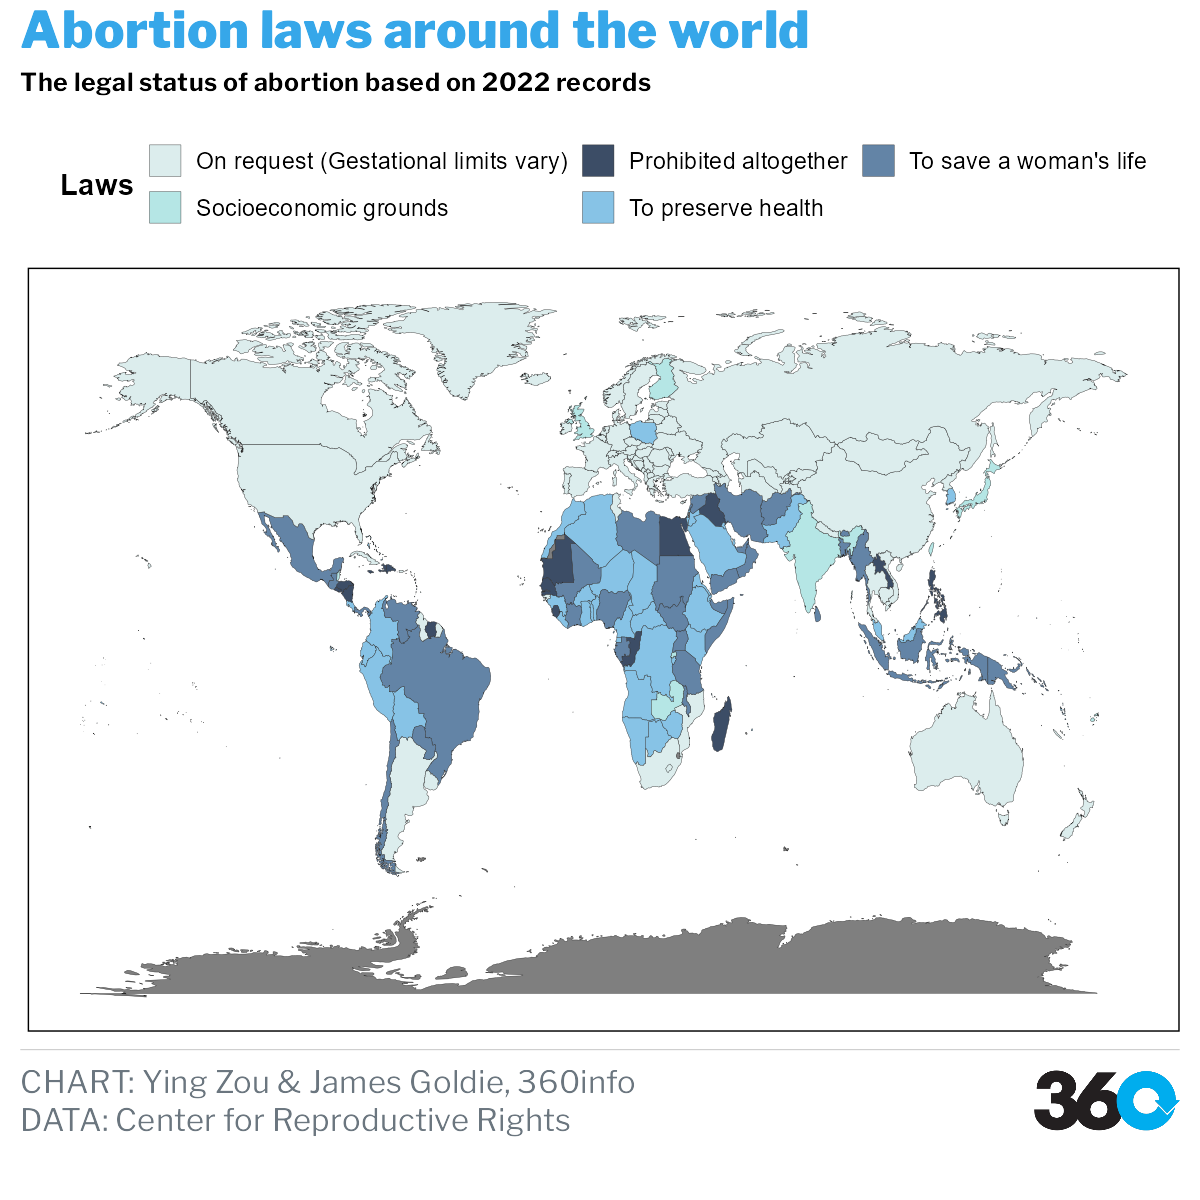 Abortion laws around the world
The legal status of abortion based on 2022 records
Laws
On request (Gestational limits vary)
Prohibited altogether
To save a woman's life
Socioeconomic grounds
To preserve health
CHART: Ying Zou & James Goldie, 360info
DATA: Center for Reproductive Rights
360